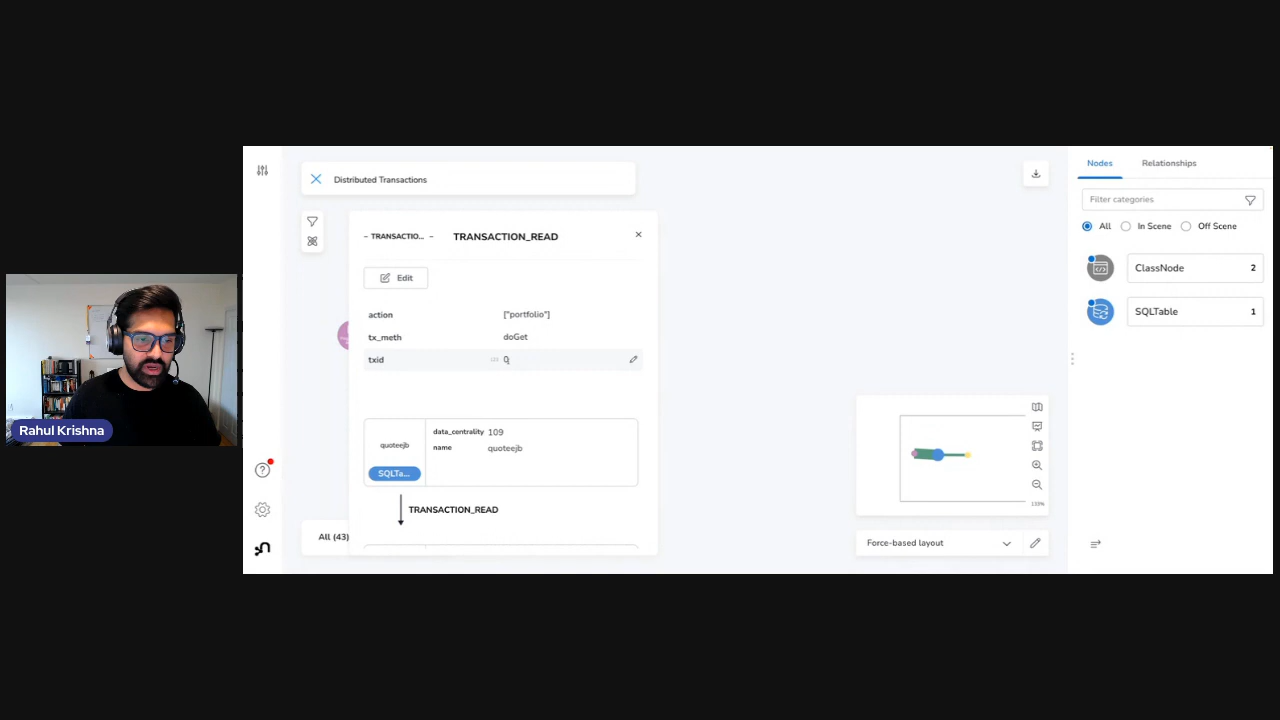 Distributed Transactions
– TRANSACTIO... –
TRANSACTION_READ
Edit
action ["portfolio"]
tx_meth doGet
txid 123 0
quoteejb
SQLTa...
data_centrality 109
name quoteejb
TRANSACTION_READ
All (43)
133%
Force-based layout
Nodes Relationships
Filter categories
All In Scene Off Scene
ClassNode 2
SQLTable 1
Rahul Krishna